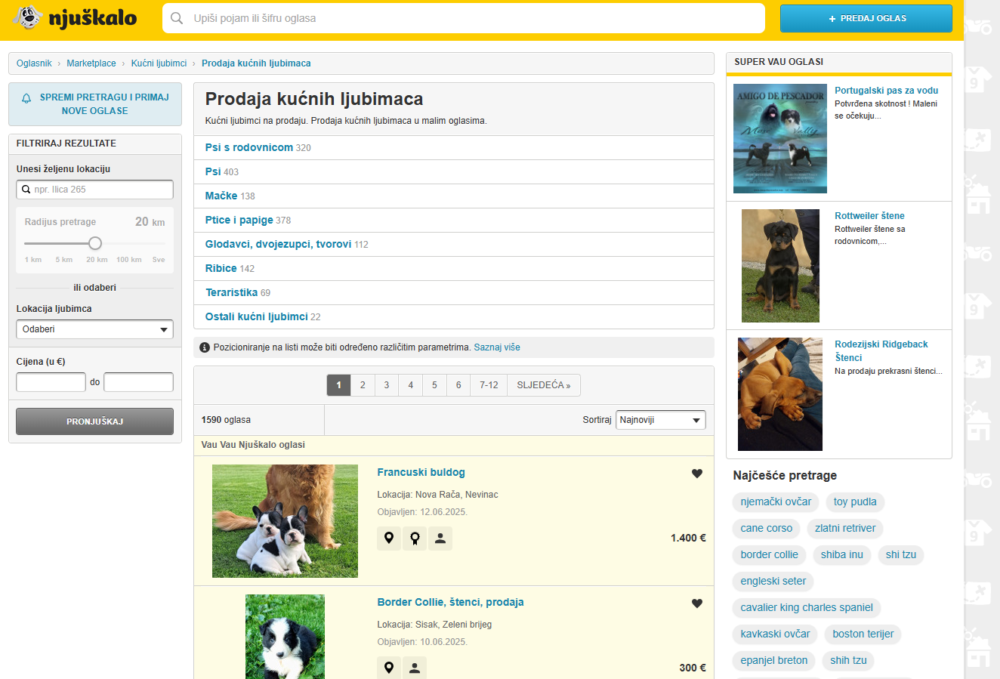 njuškalo
Upiši pojam ili šifru oglasa
+ PREDAJ OGLAS
Oglasnik › Marketplace › Kućni ljubimci › Prodaja kućnih ljubimaca
SPREMI PRETRAGU I PRIMAJ
NOVE OGLASE
FILTRIRAJ REZULTATE
Unesi željenu lokaciju
npr. Ilica 265
Radijus pretrage 20 km
1 km 5 km 20 km 100 km Sve
ili odaberi
Lokacija ljubimca
Odaberi
Cijena (u €)
do
PRONJUŠKAJ
Prodaja kućnih ljubimaca
Kućni ljubimci na prodaju. Prodaja kućnih ljubimaca u malim oglasima.
Psi s rodovnicom 320
Psi 403
Mačke 138
Ptice i papige 378
Glodavci, dvojezupci, tvorovi 112
Ribice 142
Teraristika 69
Ostali kućni ljubimci 22
Pozicioniranje na listi može biti određeno različitim parametrima. Saznaj više
1 2 3 4 5 6 7-12 SLJEDEĆA »
1590 oglasa
Sortiraj Najnoviji
Vau Vau Njuškalo oglasi
Francuski buldog
Lokacija: Nova Rača, Nevinac
Objavljen: 12.06.2025.
1.400 €
Border Collie, štenci, prodaja
Lokacija: Sisak, Zeleni brijeg
Objavljen: 10.06.2025.
300 €
SUPER VAU OGLASI
AMIGO DE PESCADOR
Portugalski pas za vodu
Potvrđena skotnost ! Maleni
se očekuju...
Rottweiler štene
Rottweiler štene sa
rodovnicom,...
Rodezijski Ridgeback
Štenci
Na prodaju prekrasni štenci...
Najčešće pretrage
njemački ovčar toy pudla
cane corso zlatni retriver
border collie shiba inu shi tzu
engleski seter
cavalier king charles spaniel
kavkaski ovčar boston terijer
epanjel breton shih tzu